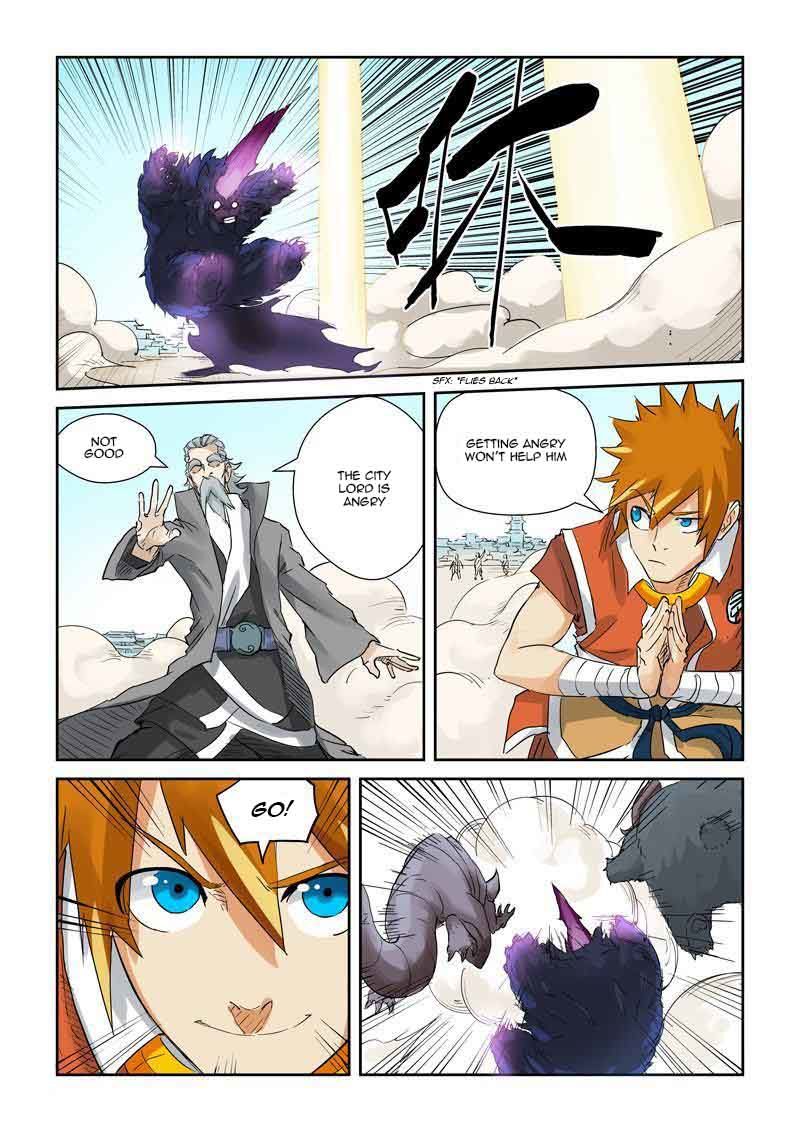 SFX: "FLIES BACK"
NOT
GOOD
THE CITY
LORD IS
ANGRY
GETTING ANGRY
WON'T HELP HIM
GO!